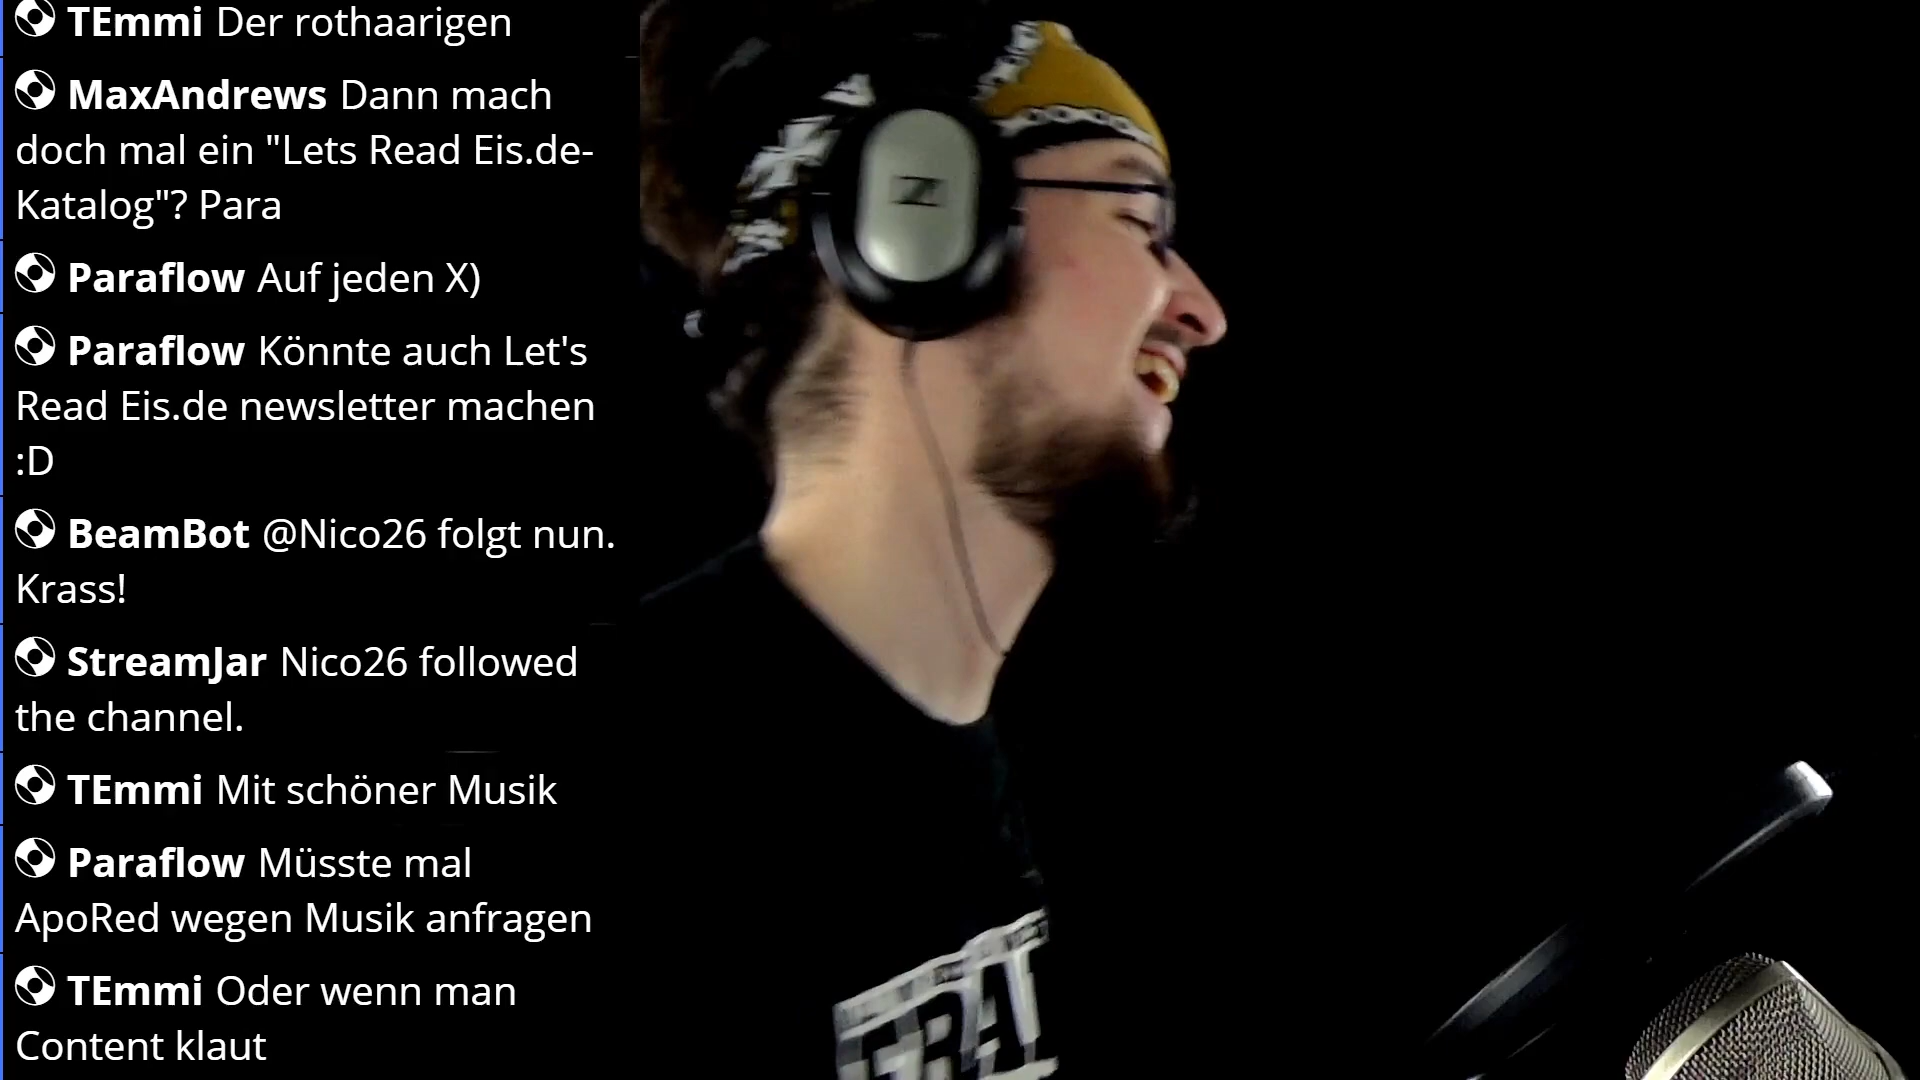 TEmmi Der rothaarigen
MaxAndrews Dann mach
doch mal ein "Lets Read Eis.de-
Katalog"? Para
Paraflow Auf jeden X)
Paraflow Könnte auch Let's
Read Eis.de newsletter machen
:D
BeamBot @Nico26 folgt nun.
Krass!
StreamJar Nico26 followed
the channel.
TEmmi Mit schöner Musik
Paraflow Müsste mal
ApoRed wegen Musik anfragen
TEmmi Oder wenn man
Content klaut